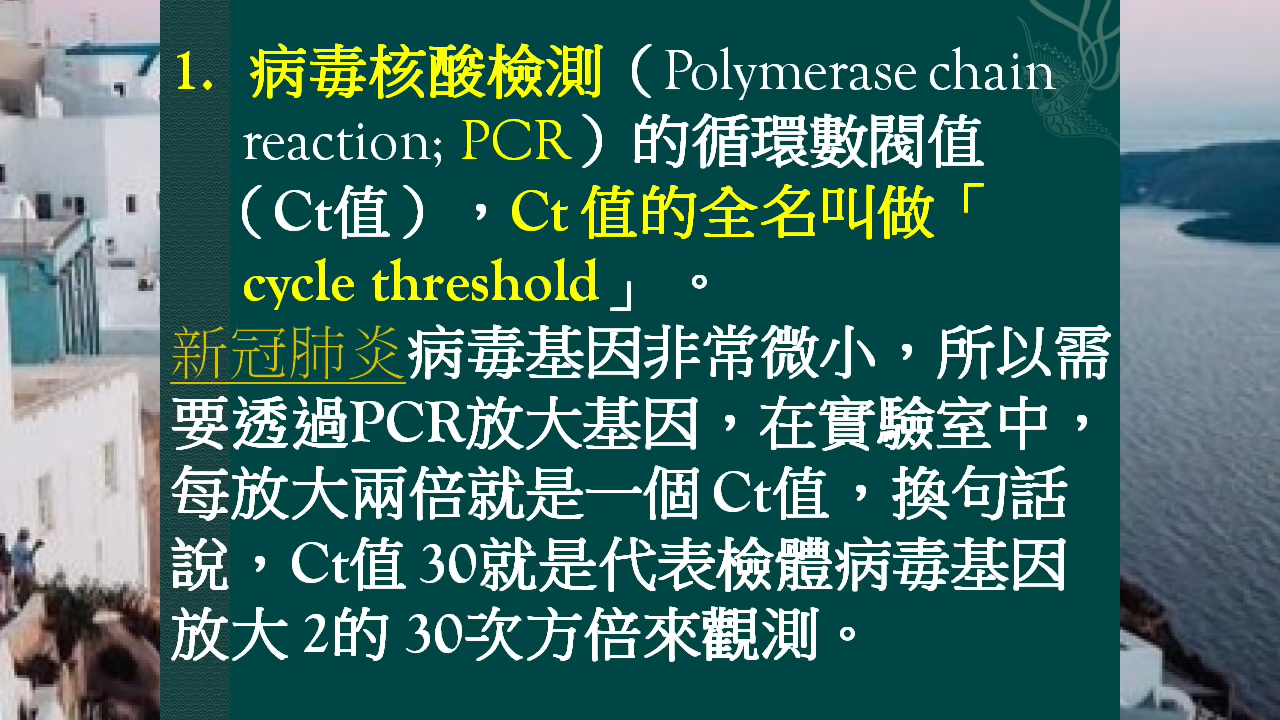 1. 病毒核酸檢測（Polymerase chain
reaction; PCR）的循環數閥值
（Ct值），Ct 值的全名叫做「
cycle threshold」 。
新冠肺炎病毒基因非常微小，所以需
要透過PCR放大基因，在實驗室中，
每放大兩倍就是一個 Ct值 ，換句話
說，Ct值 30就是代表檢體病毒基因
放大 2的 30次方倍來觀測。